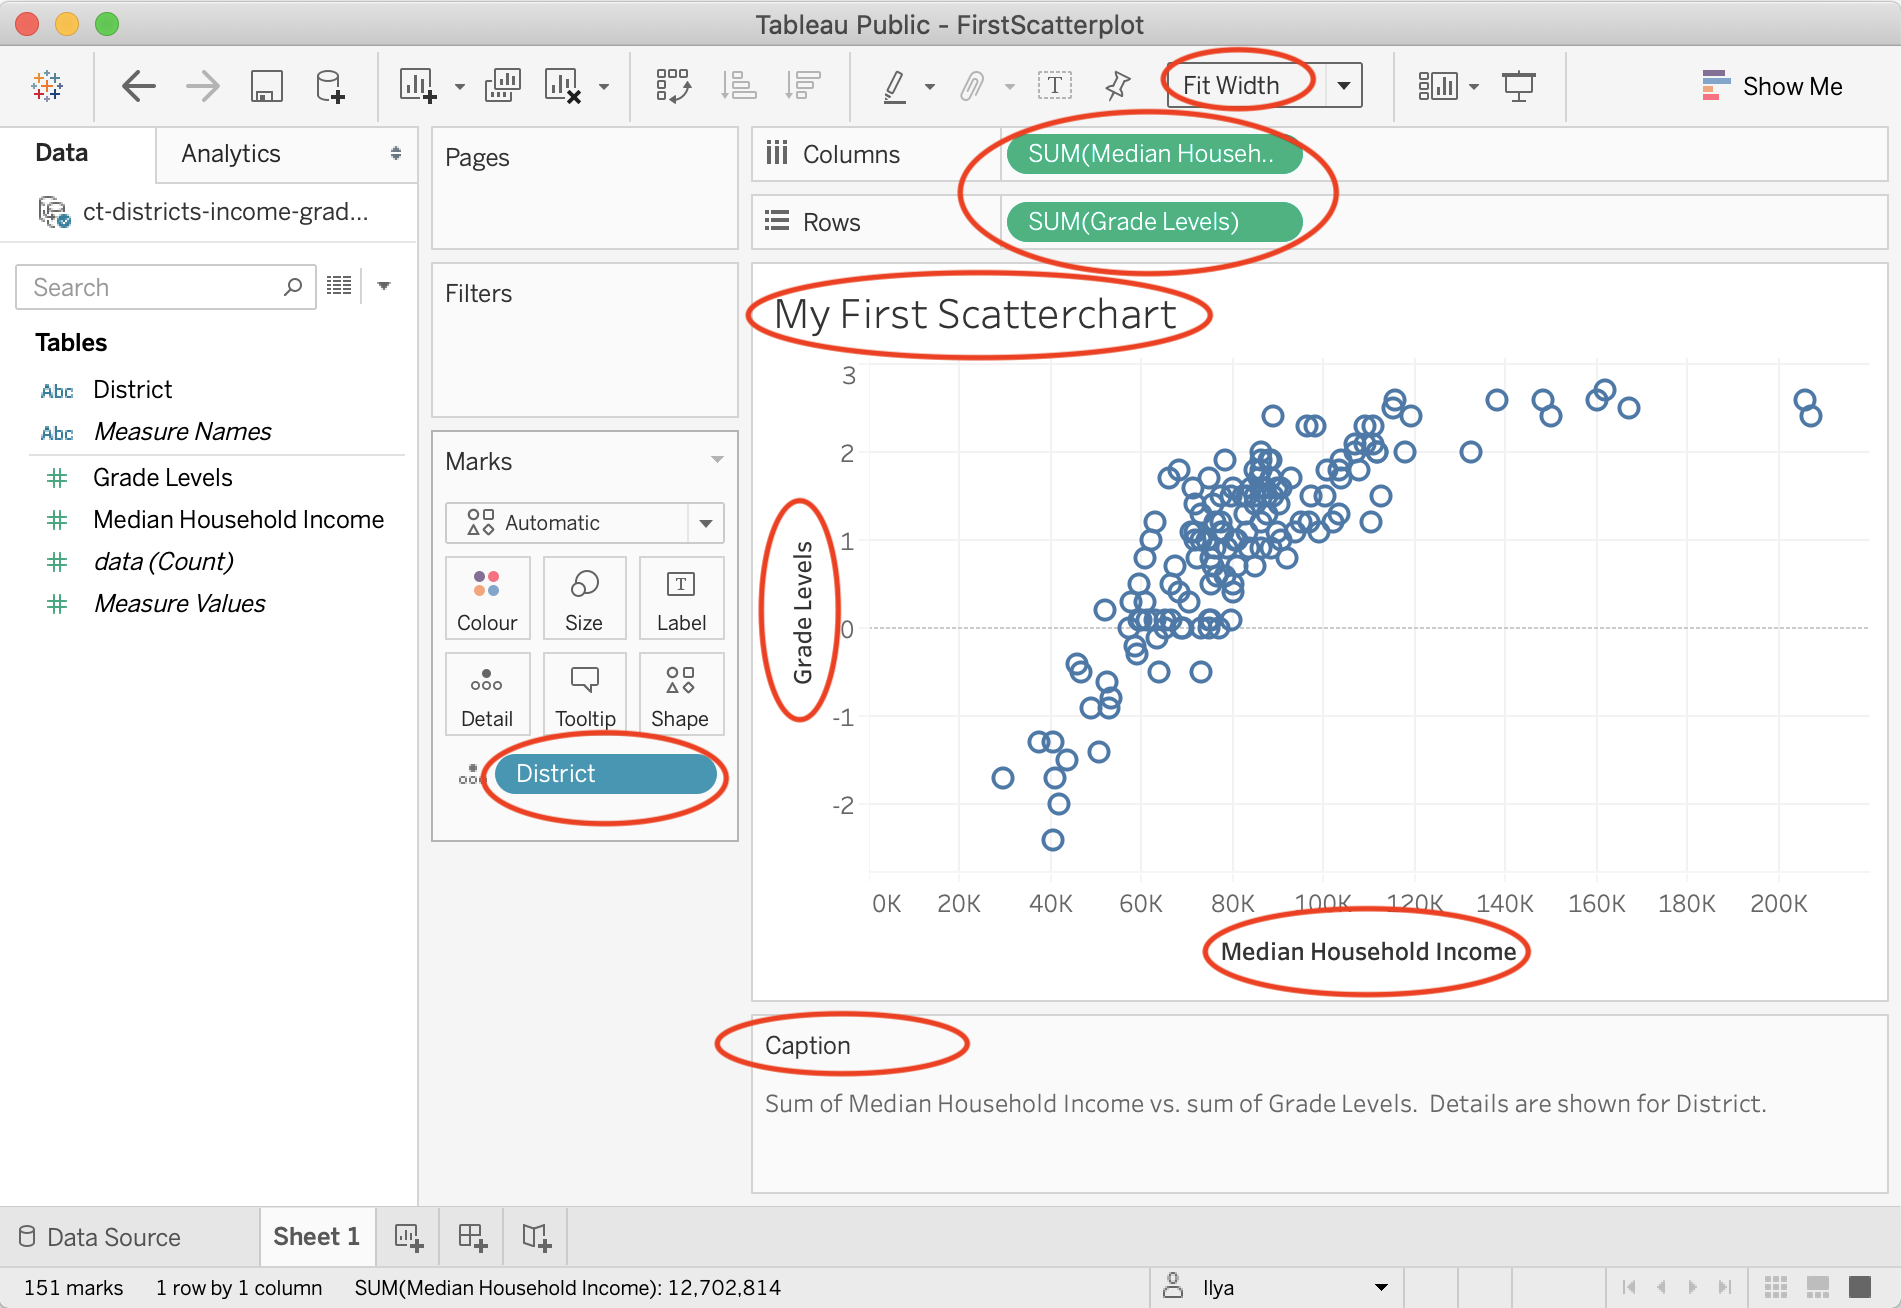 Tableau Public - FirstScatterplot
T
Fit Width
Show Me
Data
Analytics
ct-districts-income-grad...
Search
Tables
Abc District
Abc Measure Names
Grade Levels
Median Household Income
data (Count)
Measure Values
Pages
Filters
Marks
Automatic
Colour
Size
T
Label
Detail
Tooltip
Shape
District
Columns
SUM(Median Househ..
Rows
SUM(Grade Levels)
My First Scatterchart
Grade Levels
3
2
1
0
-1
-2
0K 20K 40K 60K 80K 100K 120K 140K 160K 180K 200K
Median Household Income
Caption
Sum of Median Household Income vs. sum of Grade Levels.  Details are shown for District.
Data Source
Sheet 1
151 marks
1 row by 1 column
SUM(Median Household Income): 12,702,814
Ilya